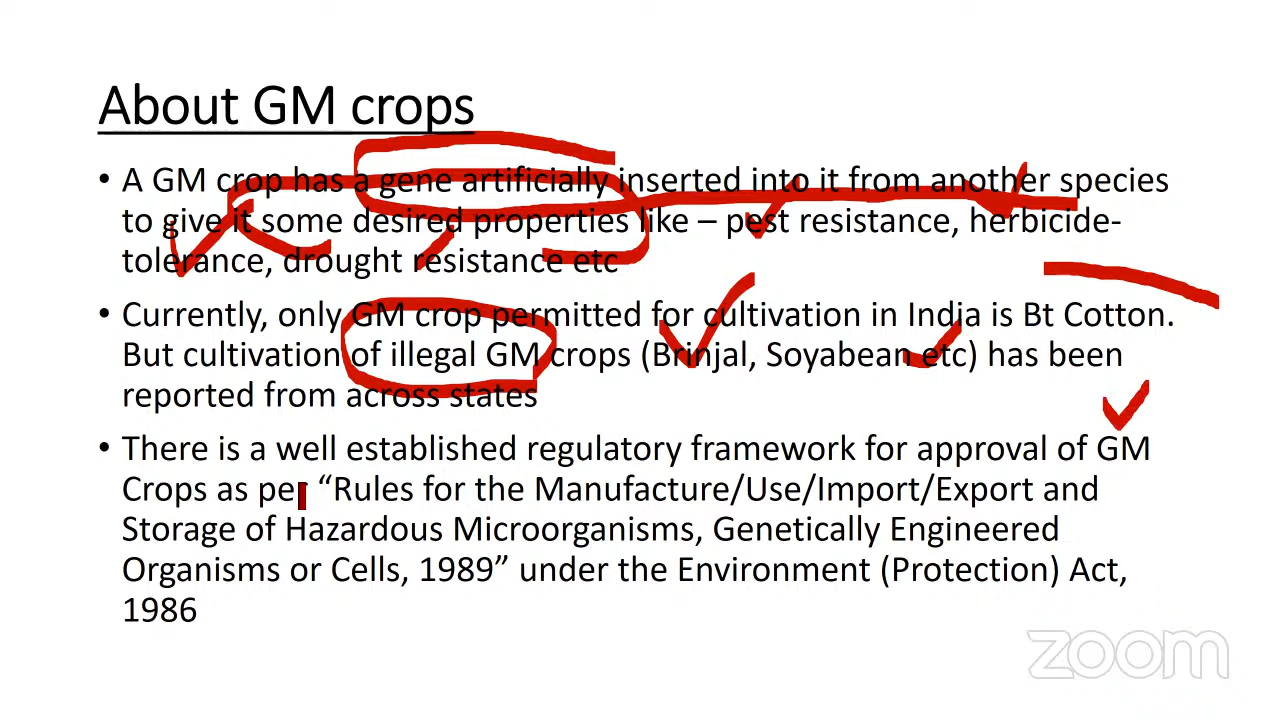 About GM crops
• A GM crop has a gene artificially inserted into it from another species
to give it some desired properties like – pest resistance, herbicide-
tolerance, drought resistance etc
• Currently, only GM crop permitted for cultivation in India is Bt Cotton.
But cultivation of illegal GM crops (Brinjal, Soyabean etc) has been
reported from across states
• There is a well established regulatory framework for approval of GM
Crops as per “Rules for the Manufacture/Use/Import/Export and
Storage of Hazardous Microorganisms, Genetically Engineered
Organisms or Cells, 1989” under the Environment (Protection) Act,
1986
zoom